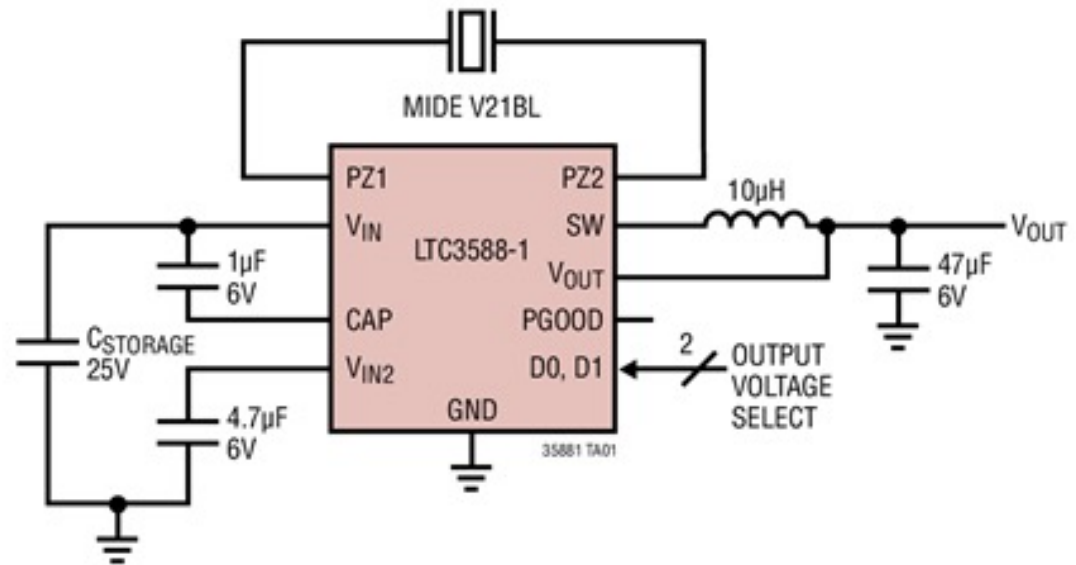 MIDE V21BL
PZ1
PZ2
10µH
VIN
SW
VOUT
LTC3588-1
1µF
6V
VOUT
47µF
6V
CAP
PGOOD
CSTORAGE
25V
VIN2
D0, D1
2
OUTPUT
VOLTAGE
SELECT
4.7µF
6V
GND
35881 TA01